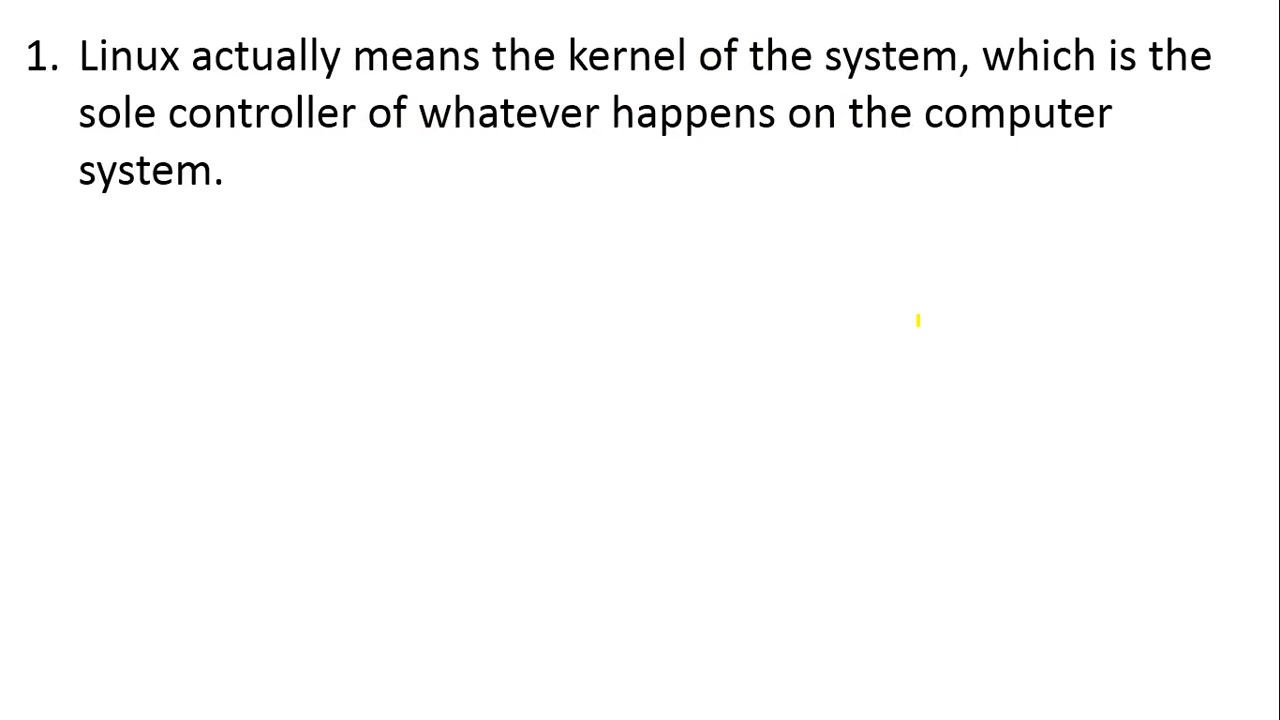 1. Linux actually means the kernel of the system, which is the
sole controller of whatever happens on the computer
system.